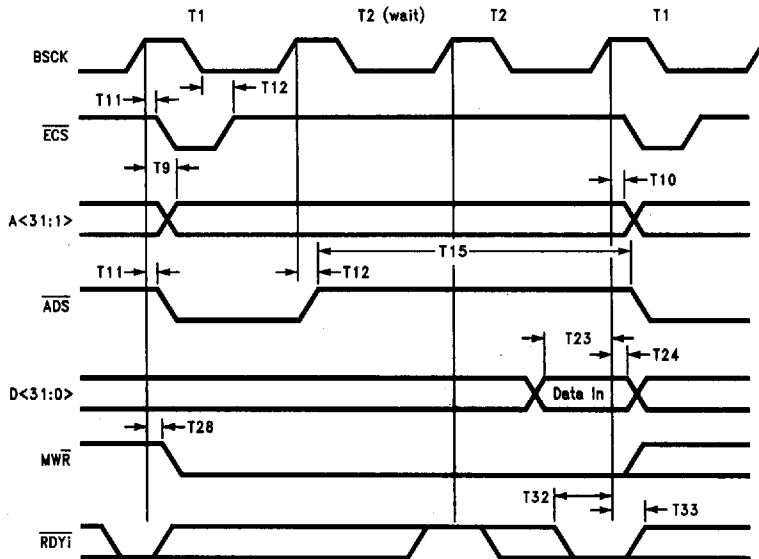 T1 T2 (wait) T2 T1
BSCK
T11 T12
ECS
T9 T10
A<31:1>
T15
T11 T12
ADS
T23
T24
D<31:0> Data In
T28
MWR
T32
T33
RDYi